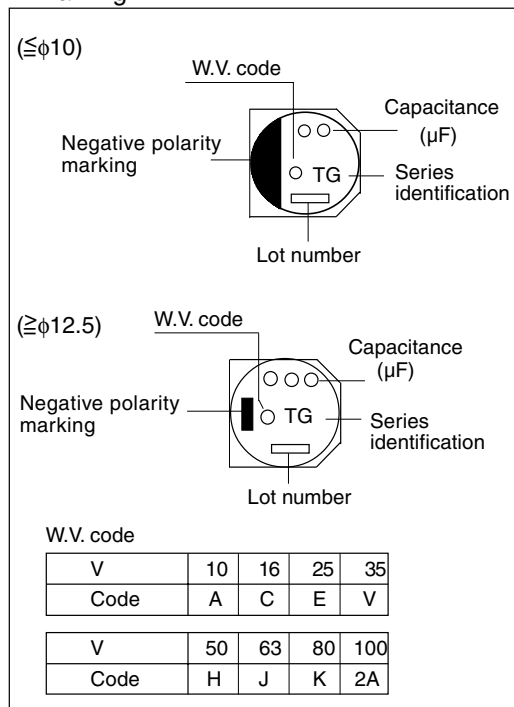 (≦ϕ10)
W.V. code
Capacitance
(µF)
Negative polarity
marking
TG
Series
identification
Lot number
(≧ϕ12.5)
W.V. code
Capacitance
(µF)
Negative polarity
marking
TG
Series
identification
Lot number
W.V. code
V 10 16 25 35
Code A C E V
V 50 63 80 100
Code H J K 2A